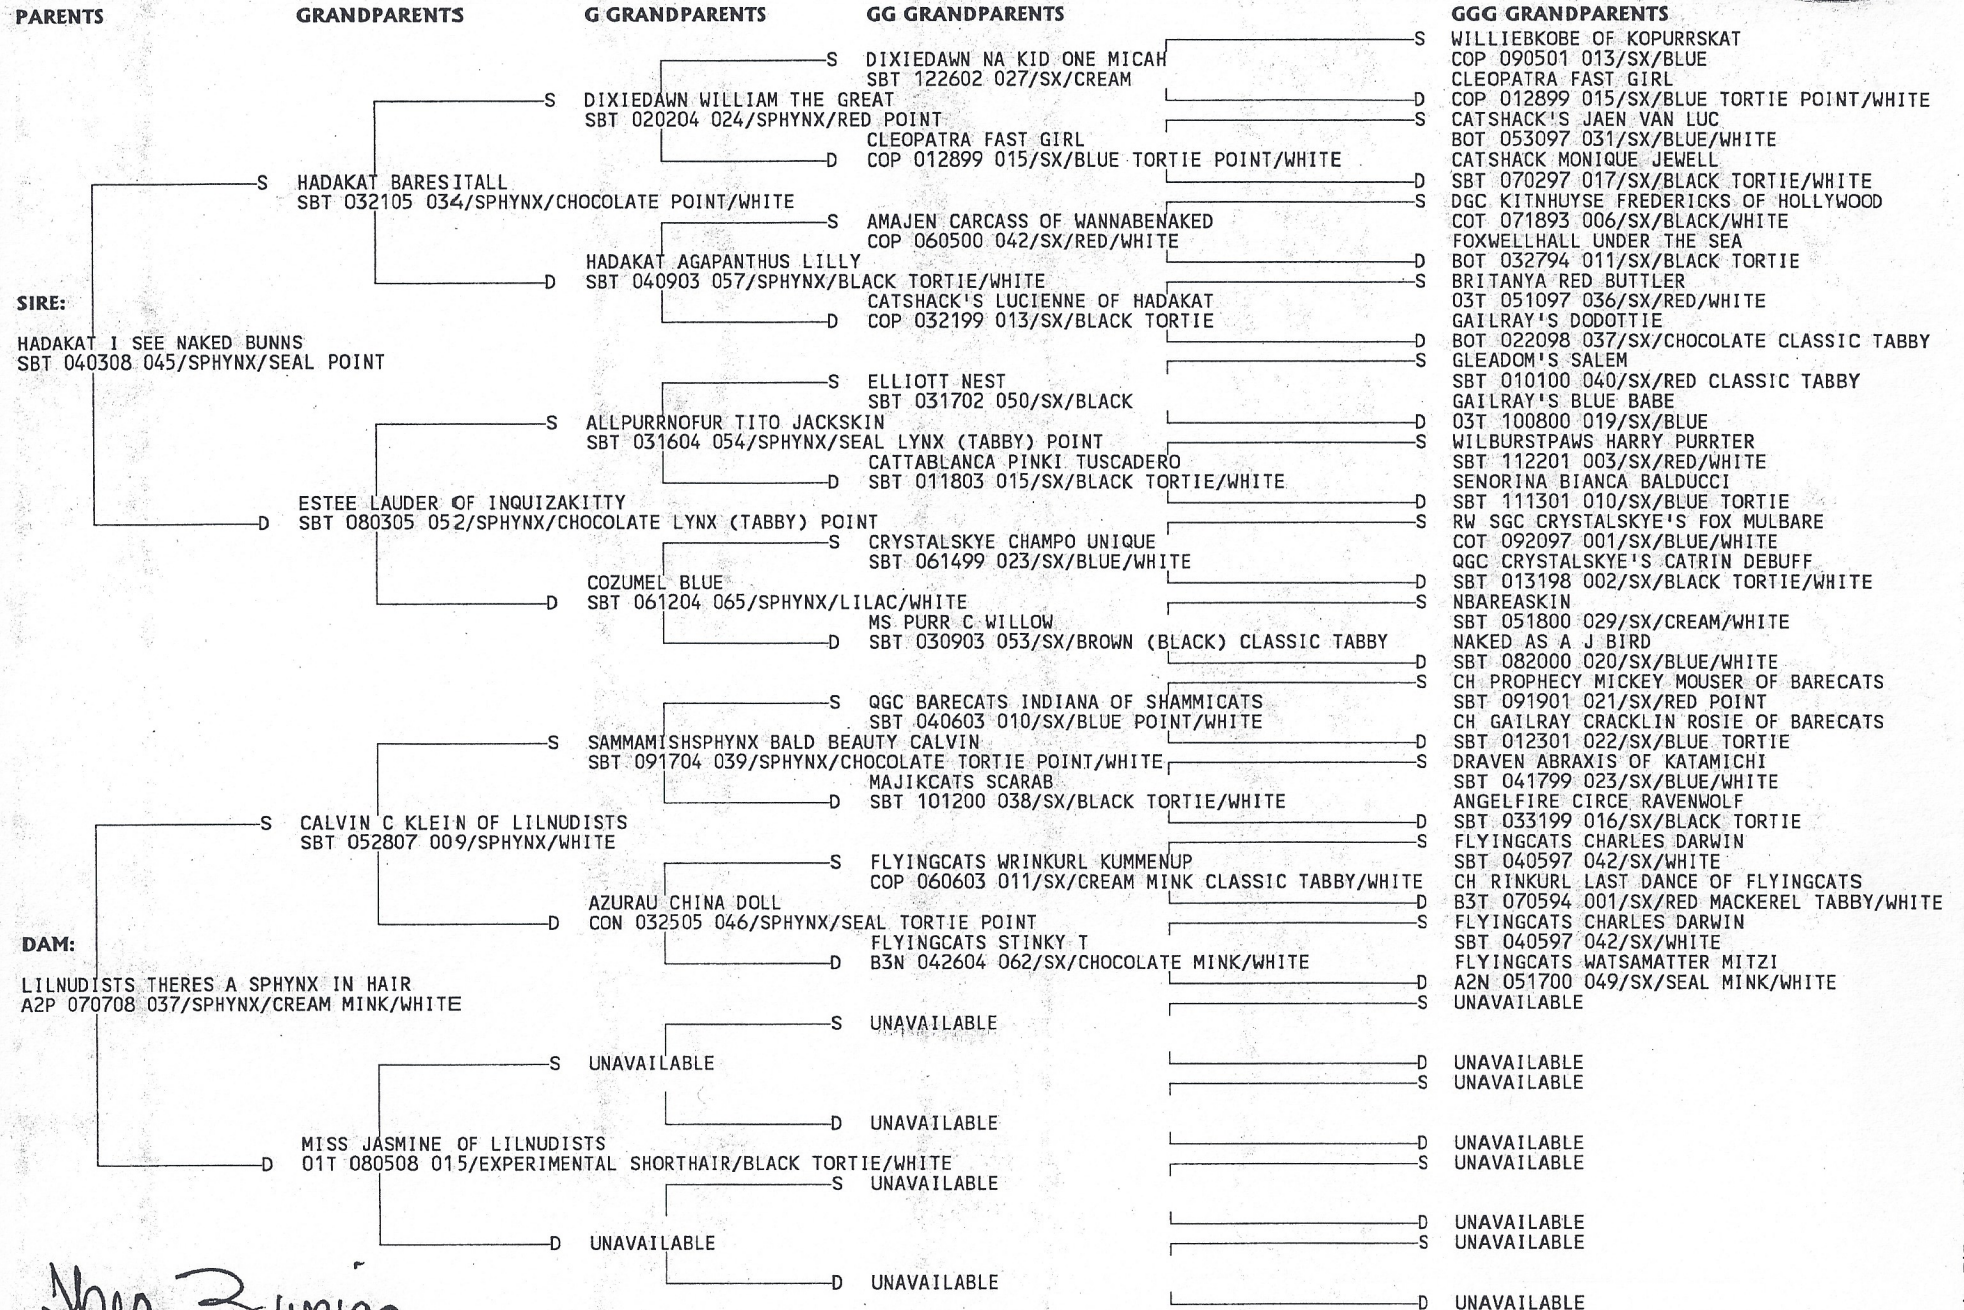 PARENTS
GRANDPARENTS
G GRANDPARENTS
GG GRANDPARENTS
GGG GRANDPARENTS
SIRE:
HADAKAT I SEE NAKED BUNNS
SBT 040308 045/SPHYNX/SEAL POINT
DAM:
LILNUDISTS THERES A SPHYNX IN HAIR
A2P 070708 037/SPHYNX/CREAM MINK/WHITE
S HADAKAT BARESITALL
SBT 032105 034/SPHYNX/CHOCOLATE POINT/WHITE
ESTEE LAUDER OF INQUIZAKITTY
D SBT 080305 052/SPHYNX/CHOCOLATE LYNX (TABBY) POINT
S CALVIN C KLEIN OF LILNUDISTS
SBT 052807 009/SPHYNX/WHITE
MISS JASMINE OF LILNUDISTS
D 01T 080508 015/EXPERIMENTAL SHORTHAIR/BLACK TORTIE/WHITE
S DIXIEDAWN WILLIAM THE GREAT
SBT 020204 024/SPHYNX/RED POINT
HADAKAT AGAPANTHUS LILLY
D SBT 040903 057/SPHYNX/BLACK TORTIE/WHITE
S ALLPURRNOFUR TITO JACKSKIN
SBT 031604 054/SPHYNX/SEAL LYNX (TABBY) POINT
COZUMEL BLUE
D SBT 061204 065/SPHYNX/LILAC/WHITE
S SAMMAMISHSPHYNX BALD BEAUTY CALVIN
SBT 091704 039/SPHYNX/CHOCOLATE TORTIE POINT/WHITE
AZURAU CHINA DOLL
D CON 032505 046/SPHYNX/SEAL TORTIE POINT
S UNAVAILABLE
D UNAVAILABLE
S DIXIEDAWN NA KID ONE MICAH
SBT 122602 027/SX/CREAM
CLEOPATRA FAST GIRL
D COP 012899 015/SX/BLUE TORTIE POINT/WHITE
S AMAJEN CARCASS OF WANNABENAKED
COP 060500 042/SX/RED/WHITE
CATSHACK'S LUCIENNE OF HADAKAT
D COP 032199 013/SX/BLACK TORTIE
S ELLIOTT NEST
SBT 031702 050/SX/BLACK
CATTABLANCA PINKI TUSCADERO
D SBT 011803 015/SX/BLACK TORTIE/WHITE
S CRYSTALSKYE CHAMPO UNIQUE
SBT 061499 023/SX/BLUE/WHITE
MS PURR C WILLOW
D SBT 030903 053/SX/BROWN (BLACK) CLASSIC TABBY
S QGC BARECATS INDIANA OF SHAMMICATS
SBT 040603 010/SX/BLUE POINT/WHITE
MAJIKCATS SCARAB
D SBT 101200 038/SX/BLACK TORTIE/WHITE
S FLYINGCATS WRINKURL KUMMENUP
COP 060603 011/SX/CREAM MINK CLASSIC TABBY/WHITE
FLYINGCATS STINKY T
D B3N 042604 062/SX/CHOCOLATE MINK/WHITE
S UNAVAILABLE
D UNAVAILABLE
S UNAVAILABLE
D UNAVAILABLE
S WILLIEBKOBE OF KOPURRSKAT
COP 090501 013/SX/BLUE
CLEOPATRA FAST GIRL
D COP 012899 015/SX/BLUE TORTIE POINT/WHITE
S CATSHACK'S JAEN VAN LUC
BOT 053097 031/SX/BLUE/WHITE
CATSHACK MONIQUE JEWELL
D SBT 070297 017/SX/BLACK TORTIE/WHITE
S DGC KITNHUYSE FREDERICKS OF HOLLYWOOD
COT 071893 006/SX/BLACK/WHITE
FOXWELLHALL UNDER THE SEA
D BOT 032794 011/SX/BLACK TORTIE
S BRITANYA RED BUTTLER
03T 051097 036/SX/RED/WHITE
GAILRAY'S DODOTTIE
D BOT 022098 037/SX/CHOCOLATE CLASSIC TABBY
S GLEADOM'S SALEM
SBT 010100 040/SX/RED CLASSIC TABBY
GAILRAY'S BLUE BABE
D 03T 100800 019/SX/BLUE
S WILBURSTPAWS HARRY PURRTER
SBT 112201 003/SX/RED/WHITE
SENORINA BIANCA BALDUCCI
D SBT 111301 010/SX/BLUE TORTIE
S RW SGC CRYSTALSKYE'S FOX MULBARE
COT 092097 001/SX/BLUE/WHITE
QGC CRYSTALSKYE'S CATRIN DEBUFF
D SBT 013198 002/SX/BLACK TORTIE/WHITE
S NBAREASKIN
SBT 051800 029/SX/CREAM/WHITE
NAKED AS A J BIRD
D SBT 082000 020/SX/BLUE/WHITE
S CH PROPHECY MICKEY MOUSER OF BARECATS
SBT 091901 021/SX/RED POINT
CH GAILRAY CRACKLIN ROSIE OF BARECATS
D SBT 012301 022/SX/BLUE TORTIE
S DRAVEN ABRAXIS OF KATAMICHI
SBT 041799 023/SX/BLUE/WHITE
ANGELFIRE CIRCE RAVENWOLF
D SBT 033199 016/SX/BLACK TORTIE
S FLYINGCATS CHARLES DARWIN
SBT 040597 042/SX/WHITE
CH RINKURL LAST DANCE OF FLYINGCATS
D B3T 070594 001/SX/RED MACKEREL TABBY/WHITE
S FLYINGCATS CHARLES DARWIN
SBT 040597 042/SX/WHITE
FLYINGCATS WATSAMATTER MITZI
D A2N 051700 049/SX/SEAL MINK/WHITE
S UNAVAILABLE
D UNAVAILABLE
S UNAVAILABLE
D UNAVAILABLE
S UNAVAILABLE
D UNAVAILABLE
S UNAVAILABLE
D UNAVAILABLE